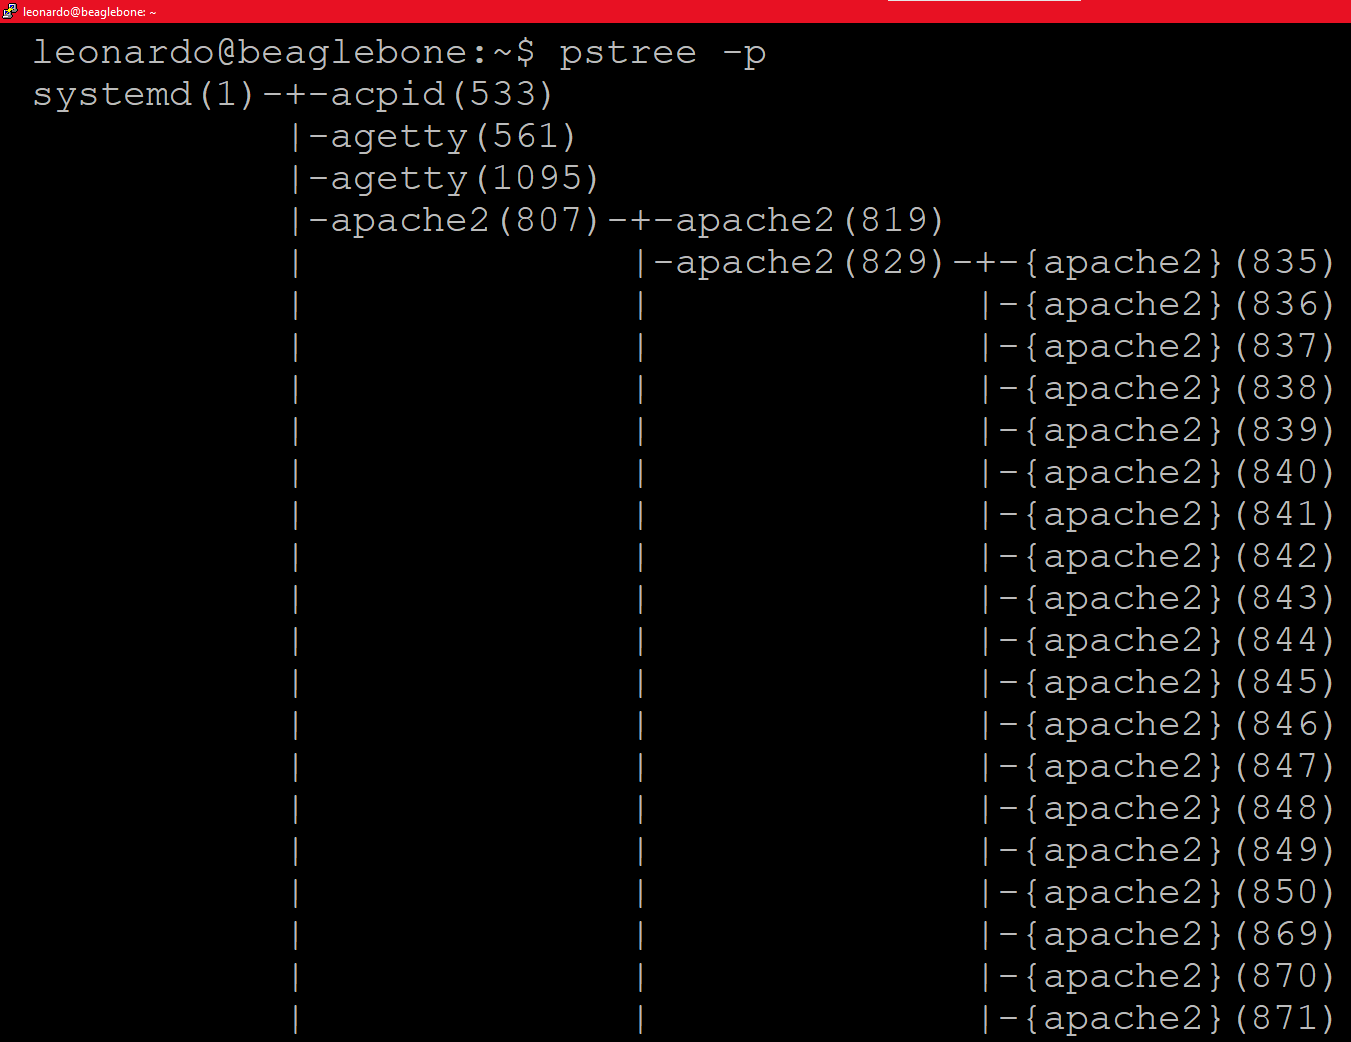 leonardo@beaglebone: ~
leonardo@beaglebone:~$ pstree -p
systemd(1)-+-acpid(533)
           |-agetty(561)
           |-agetty(1095)
           |-apache2(807)-+-apache2(819)
           |              |-apache2(829)-+-{apache2}(835)
           |              |              |-{apache2}(836)
           |              |              |-{apache2}(837)
           |              |              |-{apache2}(838)
           |              |              |-{apache2}(839)
           |              |              |-{apache2}(840)
           |              |              |-{apache2}(841)
           |              |              |-{apache2}(842)
           |              |              |-{apache2}(843)
           |              |              |-{apache2}(844)
           |              |              |-{apache2}(845)
           |              |              |-{apache2}(846)
           |              |              |-{apache2}(847)
           |              |              |-{apache2}(848)
           |              |              |-{apache2}(849)
           |              |              |-{apache2}(850)
           |              |              |-{apache2}(869)
           |              |              |-{apache2}(870)
           |              |              |-{apache2}(871)